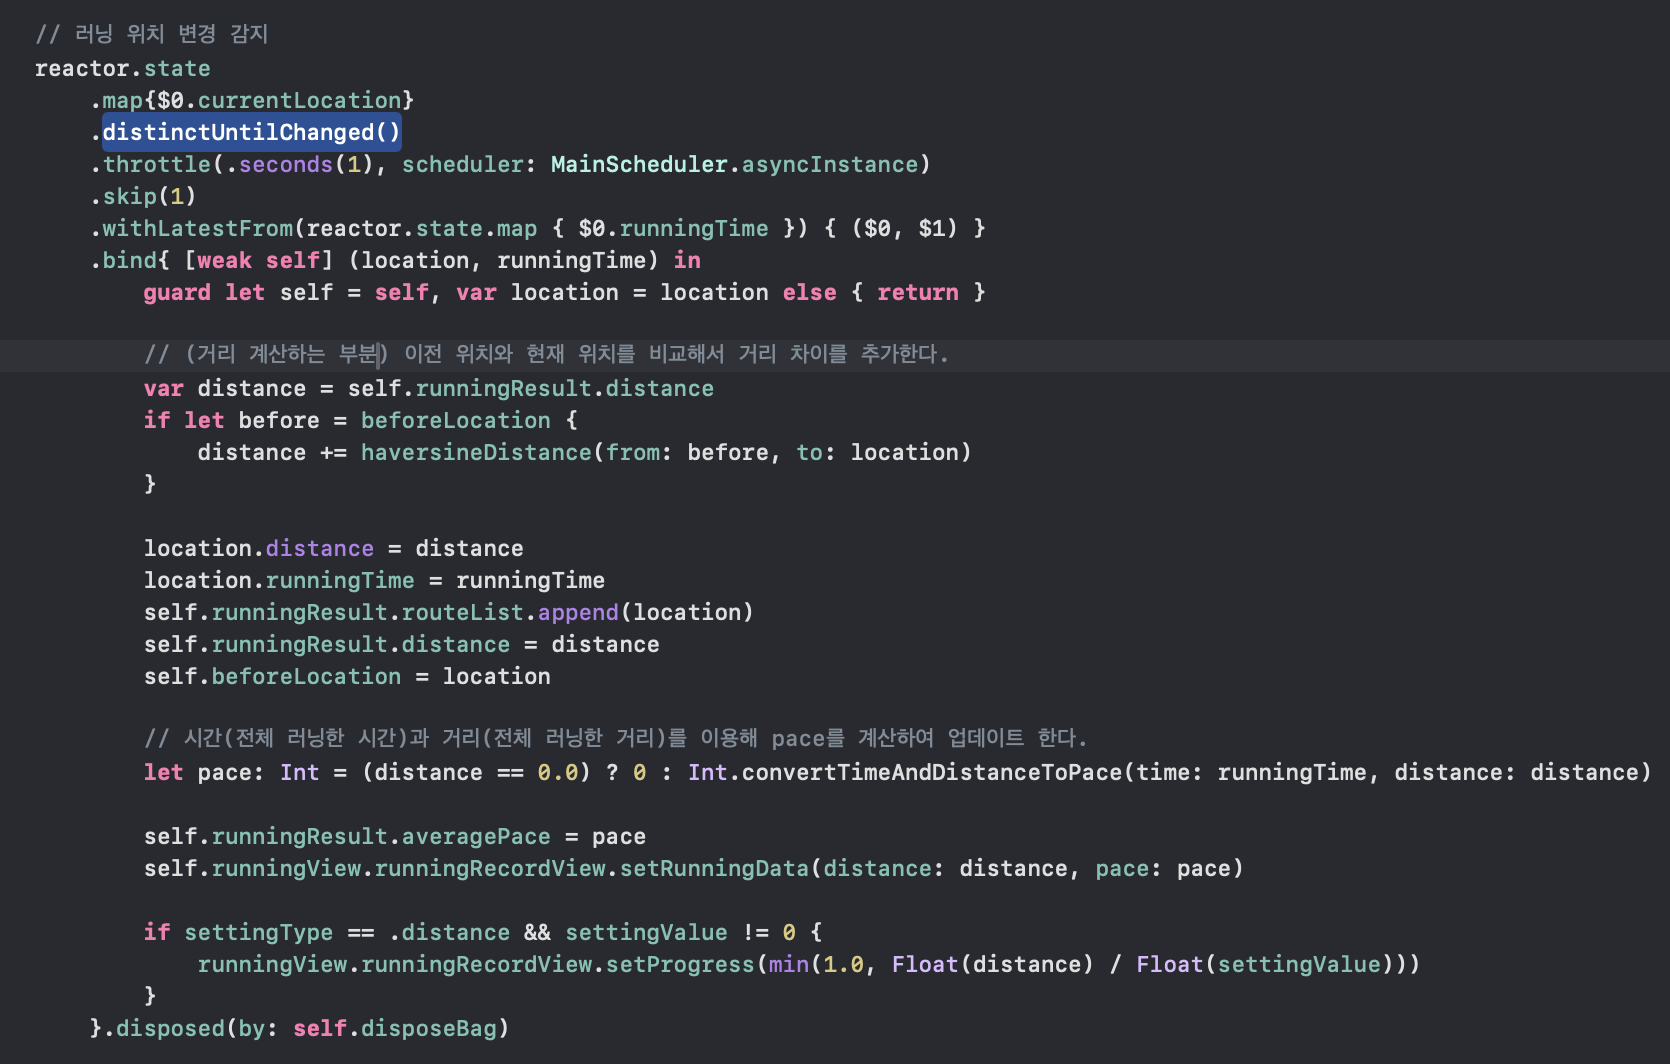 // 러닝 위치 변경 감지
reactor.state
.map{$0.currentLocation}
.distinctUntilChanged()
.throttle(.seconds(1), scheduler: MainScheduler.asyncInstance)
.skip(1)
.withLatestFrom(reactor.state.map { $0.runningTime }) { ($0, $1) }
.bind{ [weak self] (location, runningTime) in
guard let self = self, var location = location else { return }
// (거리 계산하는 부분) 이전 위치와 현재 위치를 비교해서 거리 차이를 추가한다.
var distance = self.runningResult.distance
if let before = beforeLocation {
distance += haversineDistance(from: before, to: location)
}
location.distance = distance
location.runningTime = runningTime
self.runningResult.routeList.append(location)
self.runningResult.distance = distance
self.beforeLocation = location
// 시간(전체 러닝한 시간)과 거리(전체 러닝한 거리)를 이용해 pace를 계산하여 업데이트 한다.
let pace: Int = (distance == 0.0) ? 0 : Int.convertTimeAndDistanceToPace(time: runningTime, distance: distance)
self.runningResult.averagePace = pace
self.runningView.runningRecordView.setRunningData(distance: distance, pace: pace)
if settingType == .distance && settingValue != 0 {
runningView.runningRecordView.setProgress(min(1.0, Float(distance) / Float(settingValue)))
}
}.disposed(by: self.disposeBag)